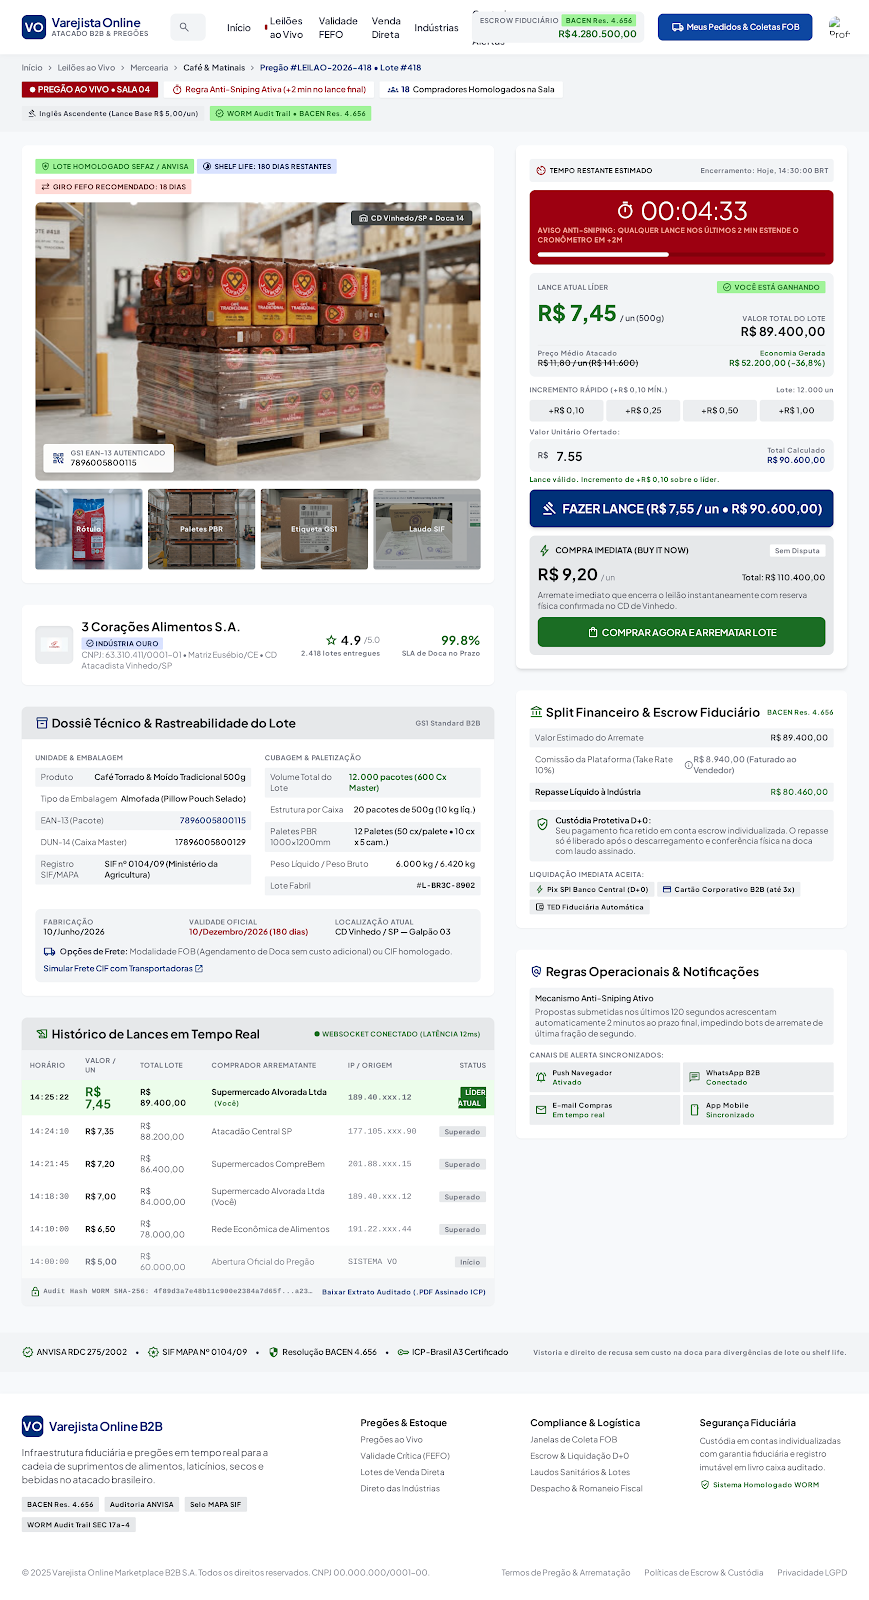 VO Varejista Online
ATACADO B2B & PREGÕES
Início
Leilões ao Vivo
Validade FEFO
Venda Direta
Indústrias
Alertas
ESCROW FIDUCIÁRIO BACEN Res. 4.656
R$4.280.500,00
Meus Pedidos & Coletas FOB
Início > Leilões ao Vivo > Mercearia > Café & Matinais > Pregão #LEILAO-2026-418 • Lote #418
PREGÃO AO VIVO • SALA 04
Regra Anti-Sniping Ativa (+2 min no lance final)
18 Compradores Homologados na Sala
Inglês Ascendente (Lance Base R$ 5,00/un)
WORM Audit Trail • BACEN Res. 4.656
LOTE HOMOLOGADO SEFAZ / ANVISA
SHELF LIFE: 180 DIAS RESTANTES
GIRO FEFO RECOMENDADO: 18 DIAS
CD Vinhedo/SP • Doca 14
GS1 EAN-13 AUTENTICADO
7896005800115
Rótulo
Paletes PBR
Etiqueta GS1
Laudo SIF
3 Corações Alimentos S.A.
INDÚSTRIA OURO
CNPJ: 63.310.411/0001-01 • Matriz Eusébio/CE • CD
Atacadista Vinhedo/SP
4.9 /5.0
2.418 lotes entregues
99.8%
SLA de Doca no Prazo
Dossiê Técnico & Rastreabilidade do Lote
GS1 Standard B2B
UNIDADE & EMBALAGEM
Produto Café Torrado & Moído Tradicional 500g
Tipo da Embalagem Almofada (Pillow Pouch Selado)
EAN-13 (Pacote) 7896005800115
DUN-14 (Caixa Master) 17896005800129
Registro SIF/MAPA SIF nº 0104/09 (Ministério da Agricultura)
CUBAGEM & PALETIZAÇÃO
Volume Total do Lote 12.000 pacotes (600 Cx Master)
Estrutura por Caixa 20 pacotes de 500g (10 kg líq.)
Paletes PBR 1000x1200mm 12 Paletes (50 cx/palete • 10 cx x 5 cam.)
Peso Líquido / Peso Bruto 6.000 kg / 6.420 kg
Lote Fabril #L-BR3C-8902
FABRICAÇÃO
10/Junho/2026
VALIDADE OFICIAL
10/Dezembro/2026 (180 dias)
LOCALIZAÇÃO ATUAL
CD Vinhedo / SP — Galpão 03
Opções de Frete: Modalidade FOB (Agendamento de Doca sem custo adicional) ou CIF homologado.
Simular Frete CIF com Transportadoras
Histórico de Lances em Tempo Real
WEBSOCKET CONECTADO (LATÊNCIA 12ms)
HORÁRIO VALOR / UN TOTAL LOTE COMPRADOR ARREMATANTE IP / ORIGEM STATUS
14:25:22 R$ 7,45 R$ 89.400,00 Supermercado Alvorada Ltda (Você) 189.40.xxx.12 LÍDER ATUAL
14:24:10 R$ 7,35 R$ 88.200,00 Atacadão Central SP 177.105.xxx.90 Superado
14:21:45 R$ 7,20 R$ 86.400,00 Supermercados CompreBem 201.88.xxx.15 Superado
14:18:30 R$ 7,00 R$ 84.000,00 Supermercado Alvorada Ltda (Você) 189.40.xxx.12 Superado
14:10:00 R$ 6,50 R$ 78.000,00 Rede Econômica de Alimentos 191.22.xxx.44 Superado
14:00:00 R$ 5,00 R$ 60.000,00 Abertura Oficial do Pregão SISTEMA VO Início
Audit Hash WORM SHA-256: 4f89d3a7e48b11c900e2384a7d65f...a23…
Baixar Extrato Auditado (.PDF Assinado ICP)
TEMPO RESTANTE ESTIMADO
Encerramento: Hoje, 14:30:00 BRT
00:04:33
AVISO ANTI-SNIPING: QUALQUER LANCE NOS ÚLTIMOS 2 MIN ESTENDE O
CRONÔMETRO EM +2M
LANCE ATUAL LÍDER
VOCÊ ESTÁ GANHANDO
R$ 7,45 / un (500g)
VALOR TOTAL DO LOTE
R$ 89.400,00
Preço Médio Atacado
R$ 11,80 / un (R$ 141.600)
Economia Gerada
R$ 52.200,00 (-36,8%)
INCREMENTO RÁPIDO (+R$ 0,10 MÍN.)
Lote: 12.000 un
+R$ 0,10
+R$ 0,25
+R$ 0,50
+R$ 1,00
Valor Unitário Ofertado:
R$ 7.55
Total Calculado
R$ 90.600,00
Lance válido. Incremento de +R$ 0,10 sobre o líder.
FAZER LANCE (R$ 7,55 / un • R$ 90.600,00)
COMPRA IMEDIATA (BUY IT NOW)
Sem Disputa
R$ 9,20 / un
Total: R$ 110.400,00
Arremate imediato que encerra o leilão instantaneamente com reserva
física confirmada no CD de Vinhedo.
COMPRAR AGORA E ARREMATAR LOTE
Split Financeiro & Escrow Fiduciário
BACEN Res. 4.656
Valor Estimado do Arremate R$ 89.400,00
Comissão da Plataforma (Take Rate 10%) R$ 8.940,00 (Faturado ao Vendedor)
Repasse Líquido à Indústria R$ 80.460,00
Custódia Protetiva D+0:
Seu pagamento fica retido em conta escrow individualizada. O repasse
só é liberado após o descarregamento e conferência física na doca
com laudo assinado.
LIQUIDAÇÃO IMEDIATA ACEITA:
Pix SPI Banco Central (D+0)
Cartão Corporativo B2B (até 3x)
TED Fiduciária Automática
Regras Operacionais & Notificações
Mecanismo Anti-Sniping Ativo
Propostas submetidas nos últimos 120 segundos acrescentam
automaticamente 2 minutos ao prazo final, impedindo bots de arremate de
última fração de segundo.
CANAIS DE ALERTA SINCRONIZADOS:
Push Navegador
Ativado
WhatsApp B2B
Conectado
E-mail Compras
Em tempo real
App Mobile
Sincronizado
ANVISA RDC 275/2002 • SIF MAPA Nº 0104/09 • Resolução BACEN 4.656 • ICP-Brasil A3 Certificado
Vistoria e direito de recusa sem custo na doca para divergências de lote ou shelf life.
VO Varejista Online B2B
Infraestrutura fiduciária e pregões em tempo real para a
cadeia de suprimentos de alimentos, laticínios, secos e
bebidas no atacado brasileiro.
BACEN Res. 4.656
Auditoria ANVISA
Selo MAPA SIF
WORM Audit Trail SEC 17a-4
Pregões & Estoque
Pregões ao Vivo
Validade Crítica (FEFO)
Lotes de Venda Direta
Direto das Indústrias
Compliance & Logística
Janelas de Coleta FOB
Escrow & Liquidação D+0
Laudos Sanitários & Lotes
Despacho & Romaneio Fiscal
Segurança Fiduciária
Custódia em contas individualizadas
com garantia fiduciária e registro
imutável em livro caixa auditado.
Sistema Homologado WORM
© 2025 Varejista Online Marketplace B2B S.A. Todos os direitos reservados. CNPJ 00.000.000/0001-00.
Termos de Pregão & Arrematação
Políticas de Escrow & Custódia
Privacidade LGPD